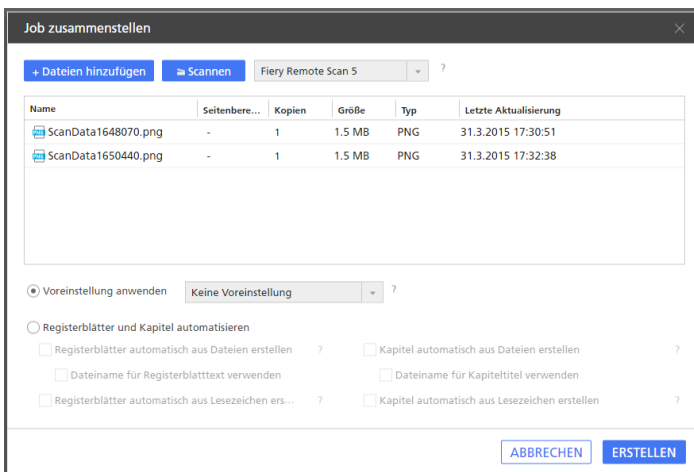 Job zusammenstellen
+ Dateien hinzufügen Scannen Fiery Remote Scan 5 ?
Name Seitenbere... Kopien Größe Typ Letzte Aktualisierung
ScanData1648070.png - 1 1.5 MB PNG 31.3.2015 17:30:51
ScanData1650440.png - 1 1.5 MB PNG 31.3.2015 17:32:38
Voreinstellung anwenden Keine Voreinstellung ?
Registerblätter und Kapitel automatisieren
Registerblätter automatisch aus Dateien erstellen ? Kapitel automatisch aus Dateien erstellen ?
Dateiname für Registerblatttext verwenden Dateiname für Kapiteltitel verwenden
Registerblätter automatisch aus Lesezeichen ers... ? Kapitel automatisch aus Lesezeichen erstellen ?
ABBRECHEN ERSTELLEN